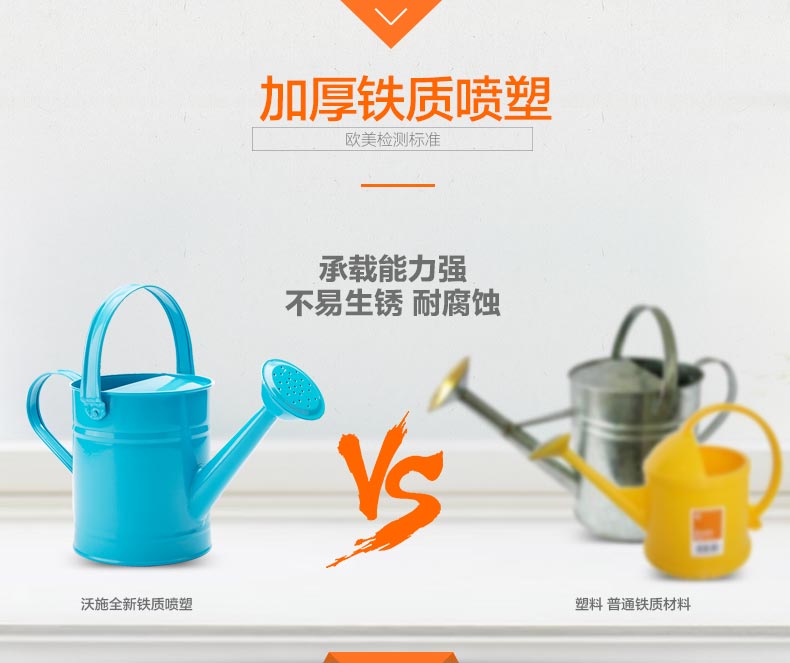 加厚铁质喷塑
欧美检测标准
承载能力强
不易生锈 耐腐蚀
VS
沃施全新铁质喷塑
塑料 普通铁质材料